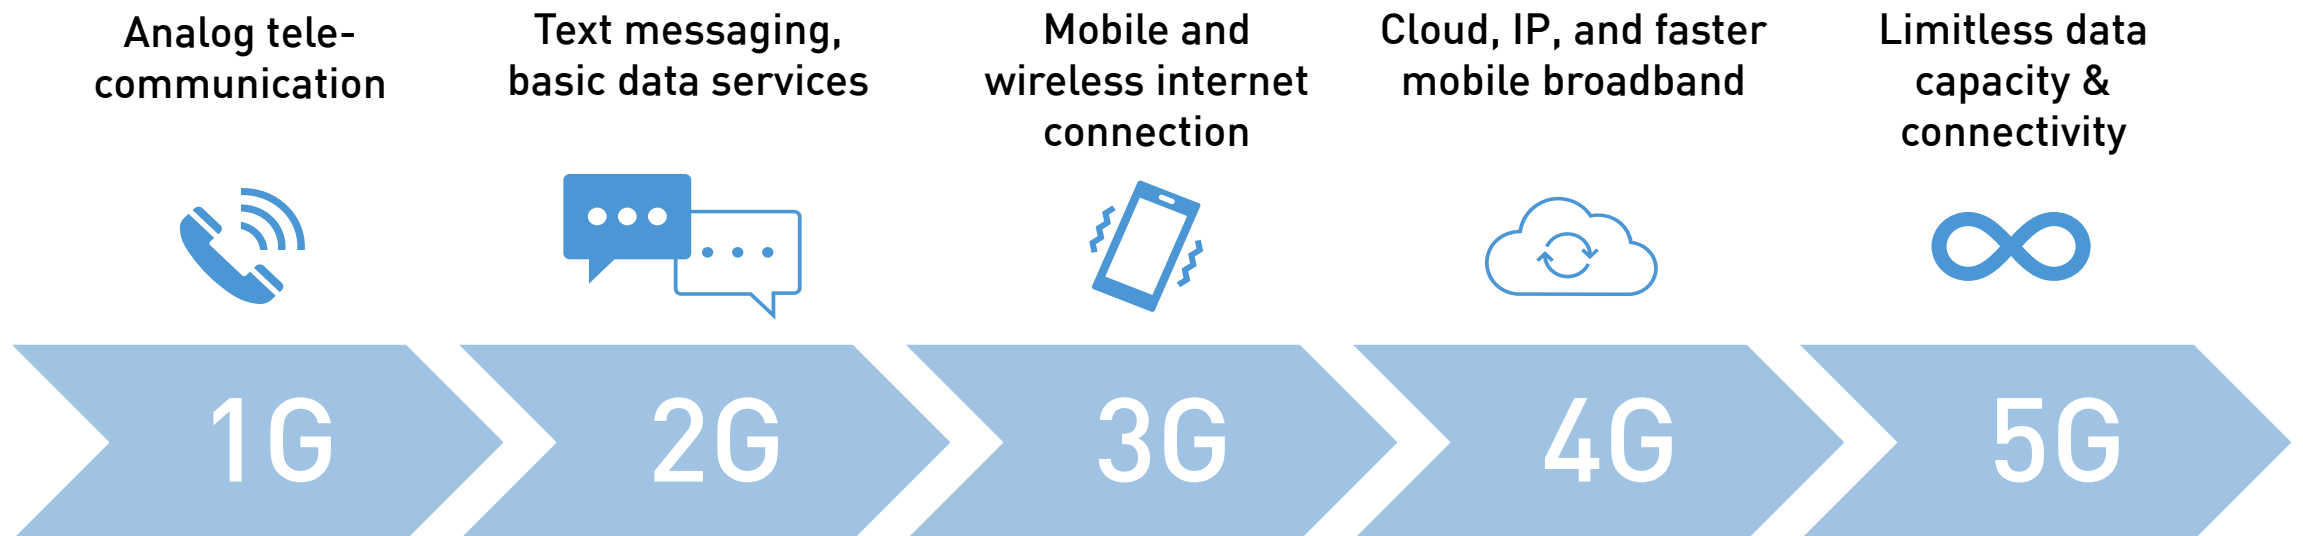 Analog tele-
communication
Text messaging,
basic data services
Mobile and
wireless internet
connection
Cloud, IP, and faster
mobile broadband
Limitless data
capacity &
connectivity
1G
2G
3G
4G
5G